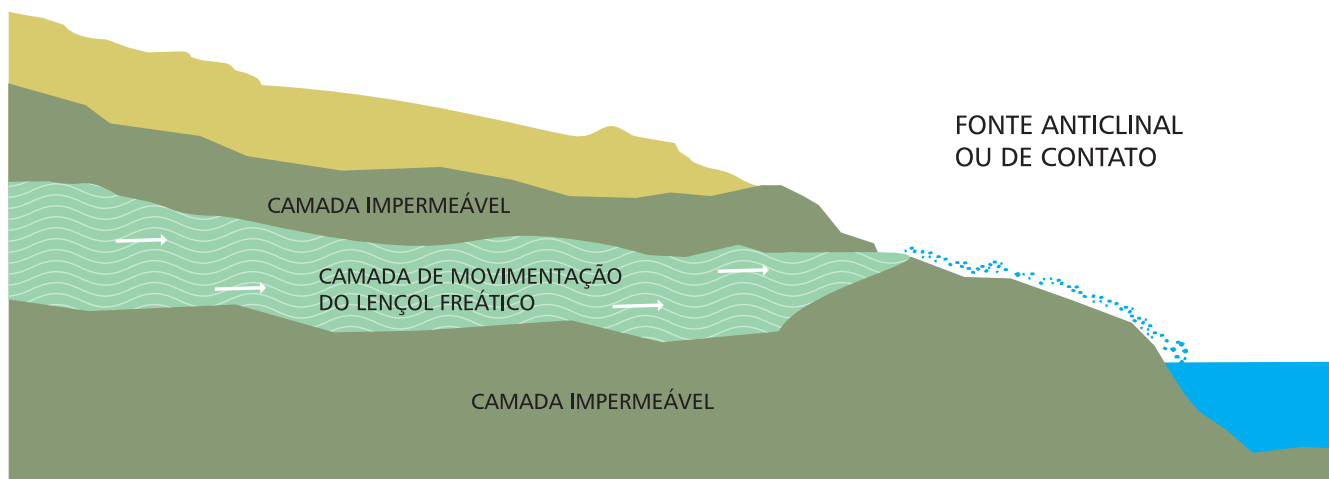 FONTE ANTICLINAL
OU DE CONTATO
CAMADA IMPERMEÁVEL
CAMADA DE MOVIMENTAÇÃO
DO LENÇOL FREÁTICO
CAMADA IMPERMEÁVEL